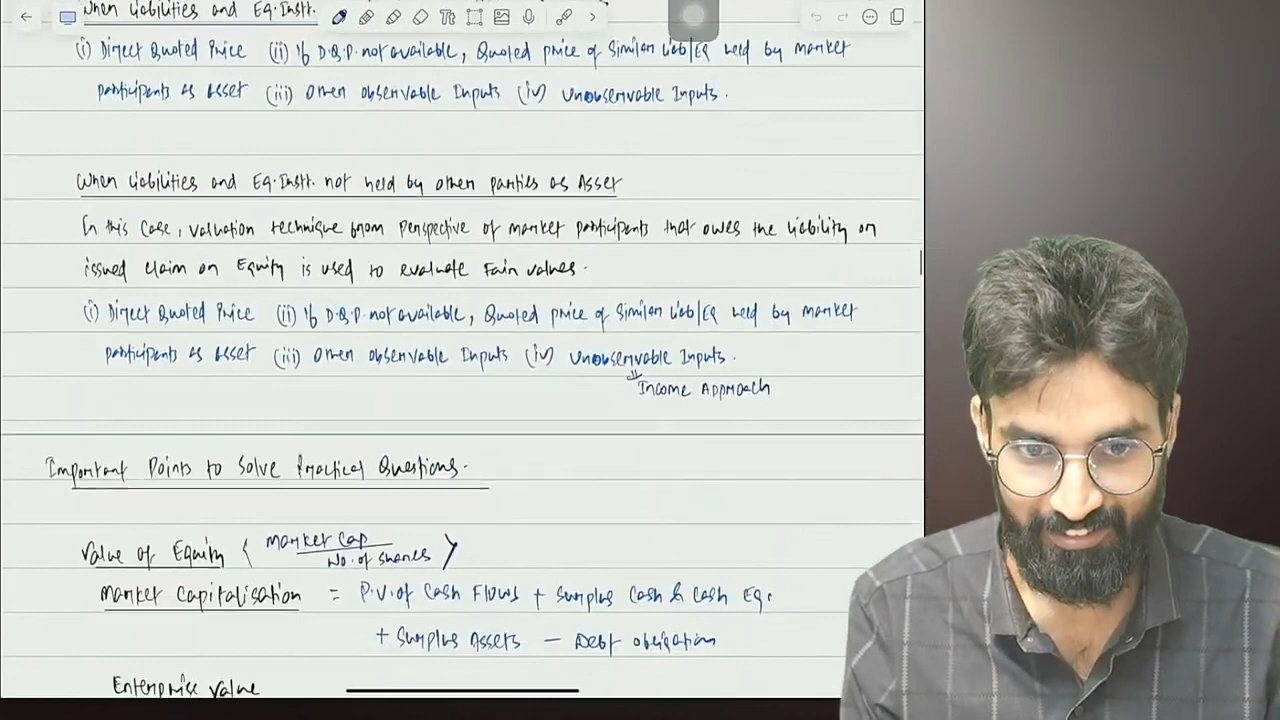 When Liabilities and Eq. Instr.
(i) Direct Quoted Price (ii) If D.Q.P. not available, Quoted price of Similar Liab/Eq held by market
participants as Asset (iii) Other observable Inputs (iv) Unobservable Inputs.
When Liabilities and Eq. Instr. not held by other parties as Asset
In this Case, valuation technique from perspective of market participants that owes the liability or
issued claim on Equity is used to evaluate Fair values.
(i) Direct Quoted Price (ii) If D.Q.P. not available, Quoted price of Similar Liab/Eq held by market
participants as Asset (iii) Other observable Inputs (iv) Unobservable Inputs.
Income Approach
Important Points to Solve Practical Questions.
Value of Equity ( Market Cap / No. of shares )
Market Capitalisation = P.V. of Cash Flows + Surplus Cash & Cash Eq.
+ Surplus Assets - Debt obligation
Enterprise value